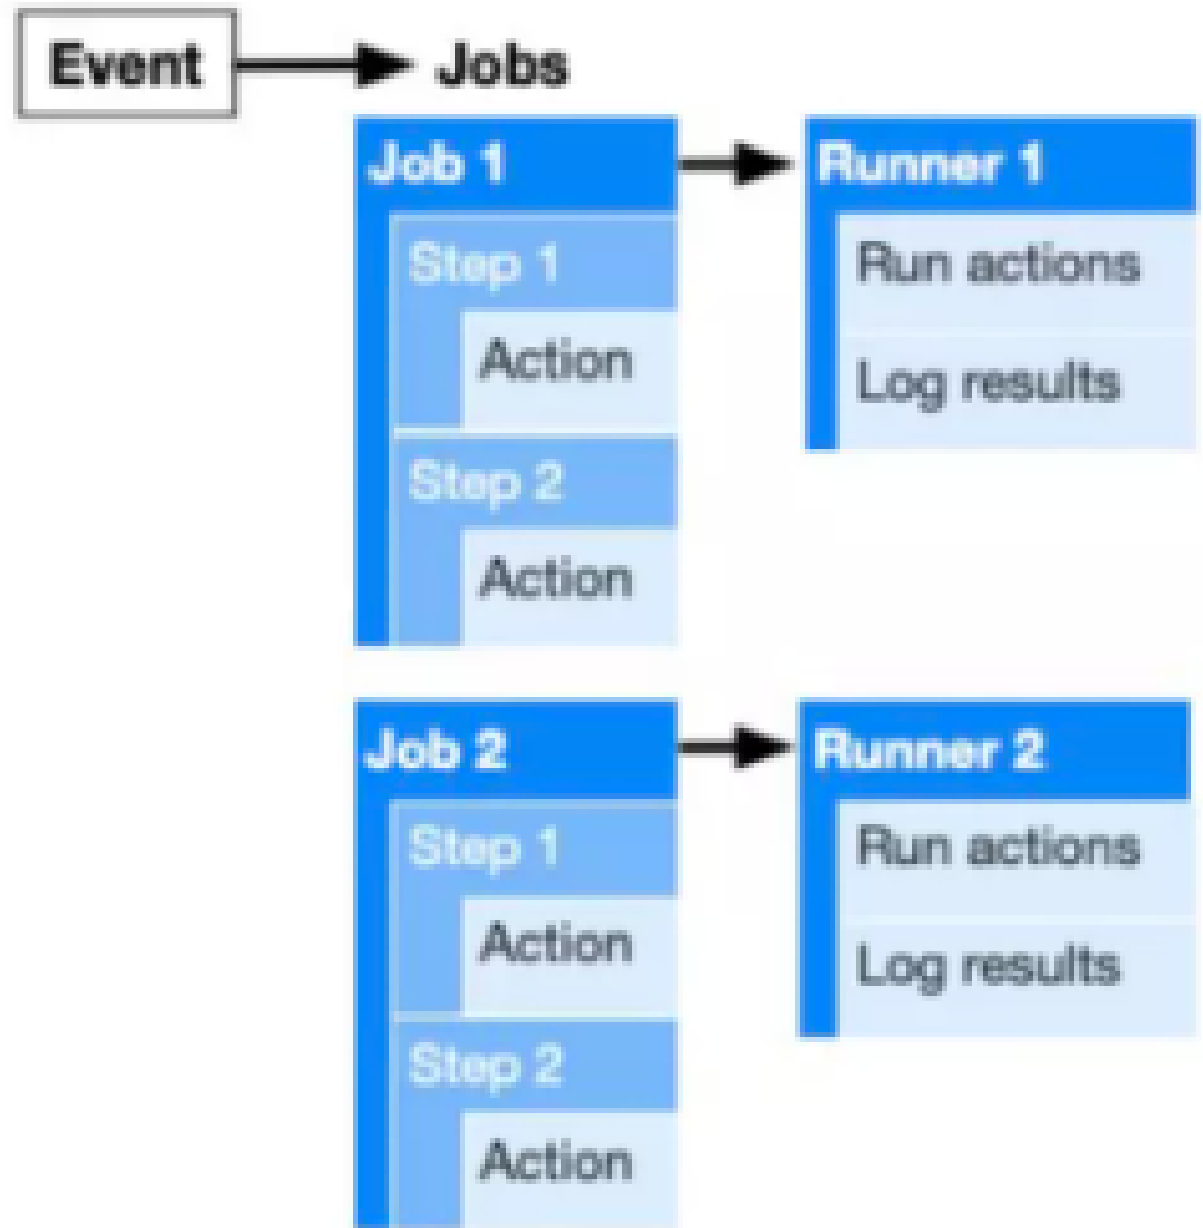 Event
Jobs
Job 1
Step 1
Action
Step 2
Action
Runner 1
Run actions
Log results
Job 2
Step 1
Action
Step 2
Action
Runner 2
Run actions
Log results